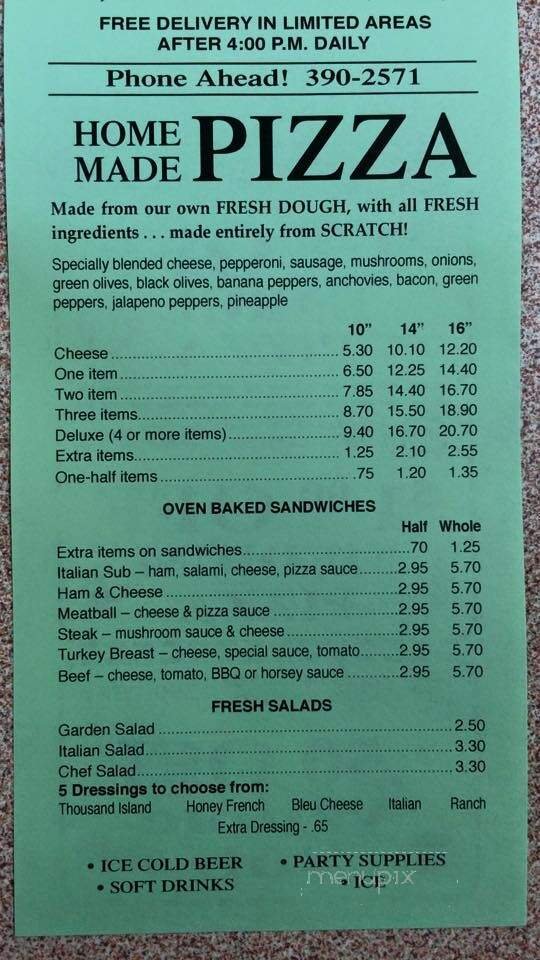 FREE DELIVERY IN LIMITED AREAS
AFTER 4:00 P.M. DAILY
Phone Ahead! 390-2571
HOME MADE PIZZA
Made from our own FRESH DOUGH, with all FRESH
ingredients . . . made entirely from SCRATCH!
Specially blended cheese, pepperoni, sausage, mushrooms, onions,
green olives, black olives, banana peppers, anchovies, bacon, green
peppers, jalapeno peppers, pineapple
10” 14” 16”
Cheese 5.30 10.10 12.20
One item 6.50 12.25 14.40
Two item 7.85 14.40 16.70
Three items 8.70 15.50 18.90
Deluxe (4 or more items) 9.40 16.70 20.70
Extra items 1.25 2.10 2.55
One-half items .75 1.20 1.35
OVEN BAKED SANDWICHES
Half Whole
Extra items on sandwiches .70 1.25
Italian Sub – ham, salami, cheese, pizza sauce 2.95 5.70
Ham & Cheese 2.95 5.70
Meatball – cheese & pizza sauce 2.95 5.70
Steak – mushroom sauce & cheese 2.95 5.70
Turkey Breast – cheese, special sauce, tomato 2.95 5.70
Beef – cheese, tomato, BBQ or horsey sauce 2.95 5.70
FRESH SALADS
Garden Salad 2.50
Italian Salad 3.30
Chef Salad 3.30
5 Dressings to choose from:
Thousand Island Honey French Bleu Cheese Italian Ranch
Extra Dressing - .65
• ICE COLD BEER • PARTY SUPPLIES
• SOFT DRINKS • ICE
menupix